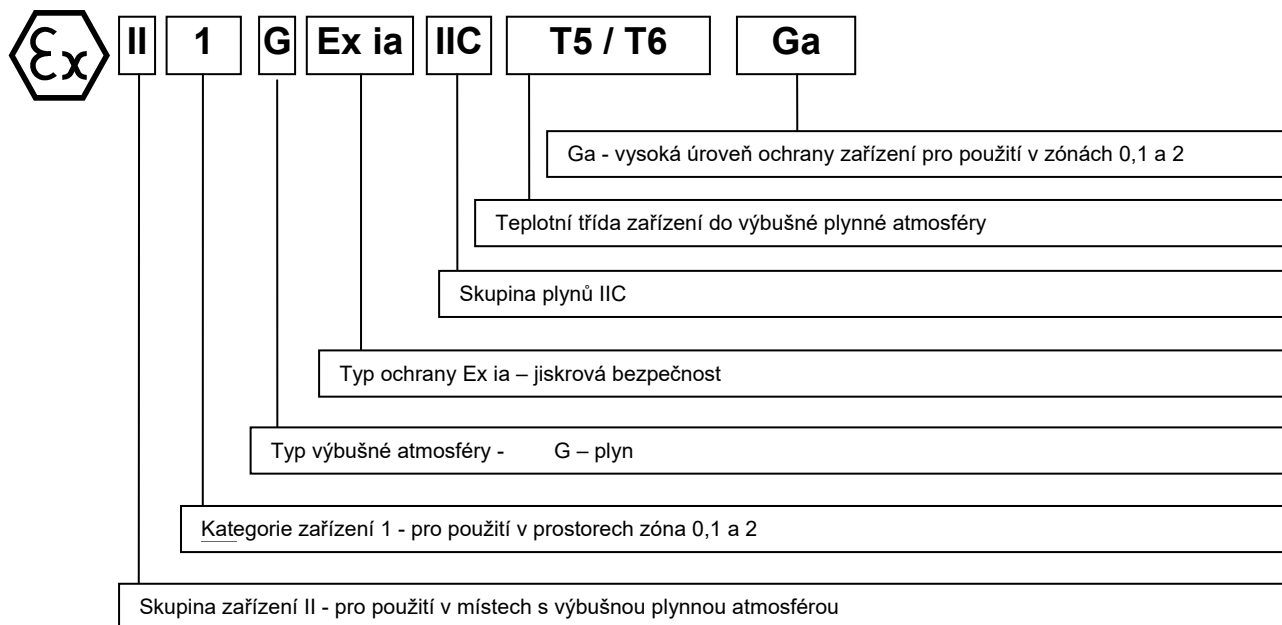 Ex II 1 G Ex ia IIC T5 / T6 Ga
Ga - vysoká úroveň ochrany zařízení pro použití v zónách 0,1 a 2
Teplotní třída zařízení do výbušné plynné atmosféry
Skupina plynů IIC
Typ ochrany Ex ia – jiskrová bezpečnost
Typ výbušné atmosféry - G – plyn
Kategorie zařízení 1 - pro použití v prostorech zóna 0,1 a 2
Skupina zařízení II - pro použití v místech s výbušnou plynnou atmosférou